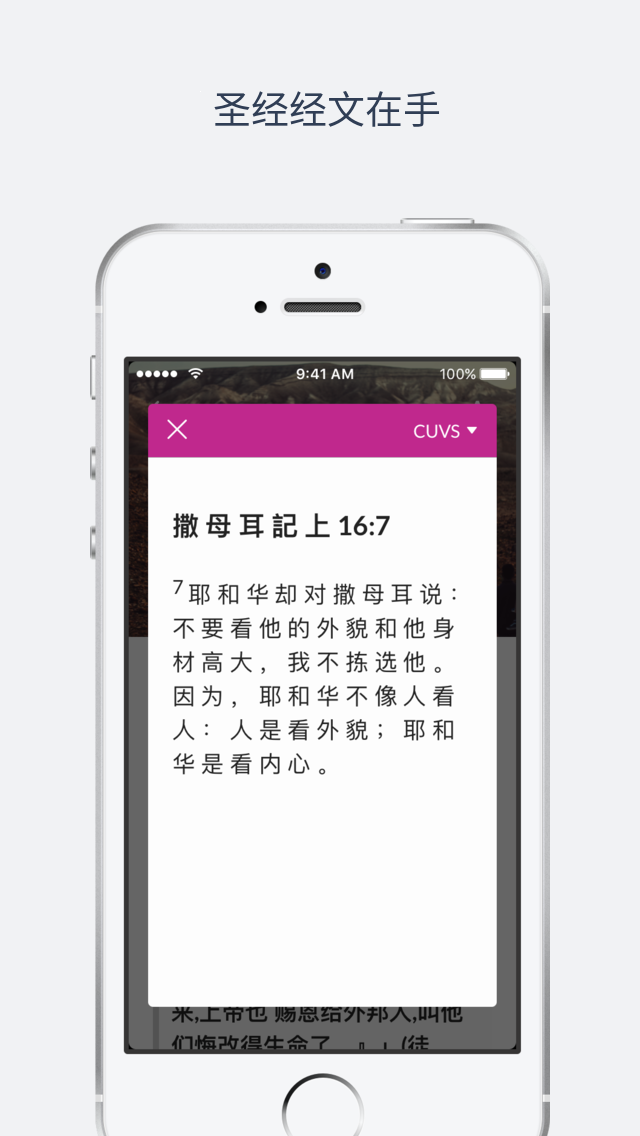 圣经经文在手
9:41 AM
100%
CUVS
撒母耳記上 16:7
7耶和华却对撒母耳说：
不要看他的外貌和他身
材高大，我不拣选他。
因为，耶和华不像人看
人：人是看外貌；耶和
华是看内心。
来,上帝也 赐恩给外邦人,叫他
们悔改得生命了。』」(徒